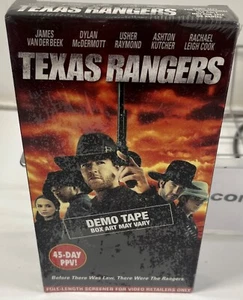 TEXAS RANGERS
JAMES VAN DER BEEK
DYLAN McDERMOTT
USHER RAYMOND
ASHTON KUTCHER
RACHAEL LEIGH COOK
TEXAS RANGERS
DEMO TAPE
BOX ART MAY VARY
45-DAY
PPV!
Before There Was Law, There Were The Rangers
FULL-LENGTH SCREENER FOR VIDEO RETAILERS ONLY